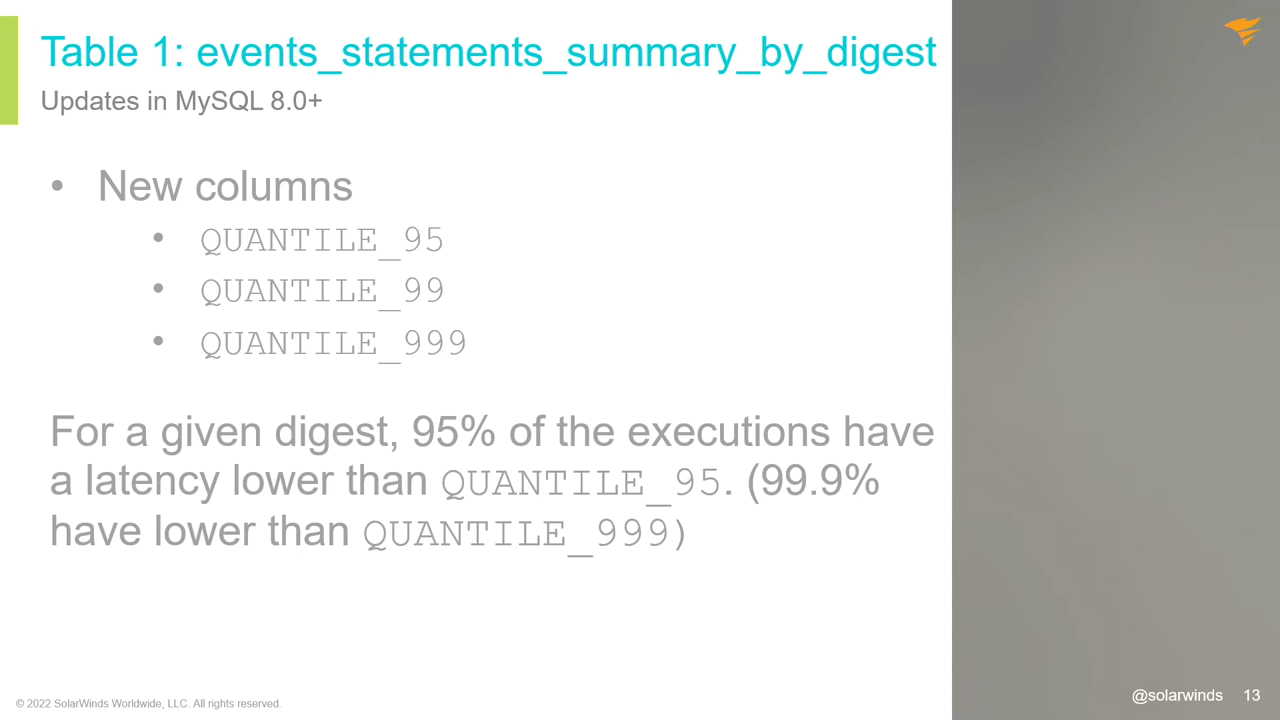 Table 1: events_statements_summary_by_digest
Updates in MySQL 8.0+
• New columns
• QUANTILE_95
• QUANTILE_99
• QUANTILE_999
For a given digest, 95% of the executions have
a latency lower than QUANTILE_95. (99.9%
have lower than QUANTILE_999)
© 2022 SolarWinds Worldwide, LLC. All rights reserved.
@solarwinds 13